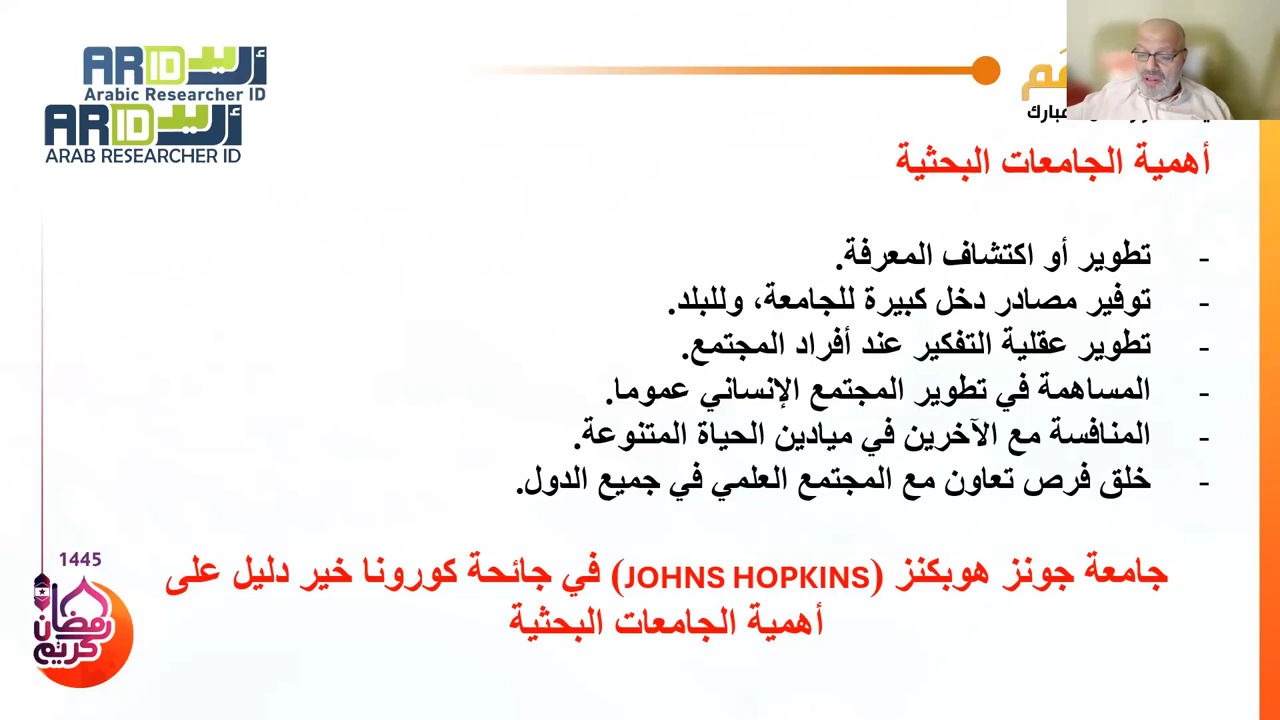 ARID أريد
Arabic Researcher ID
ARID أريد
ARAB RESEARCHER ID
أهمية الجامعات البحثية
- تطوير أو اكتشاف المعرفة.
- توفير مصادر دخل كبيرة للجامعة، وللبلد.
- تطوير عقلية التفكير عند أفراد المجتمع.
- المساهمة في تطوير المجتمع الإنساني عموما.
- المنافسة مع الآخرين في ميادين الحياة المتنوعة.
- خلق فرص تعاون مع المجتمع العلمي في جميع الدول.
جامعة جونز هوبكنز (JOHNS HOPKINS) في جائحة كورونا خير دليل على
أهمية الجامعات البحثية
1445
رمضان
كريم